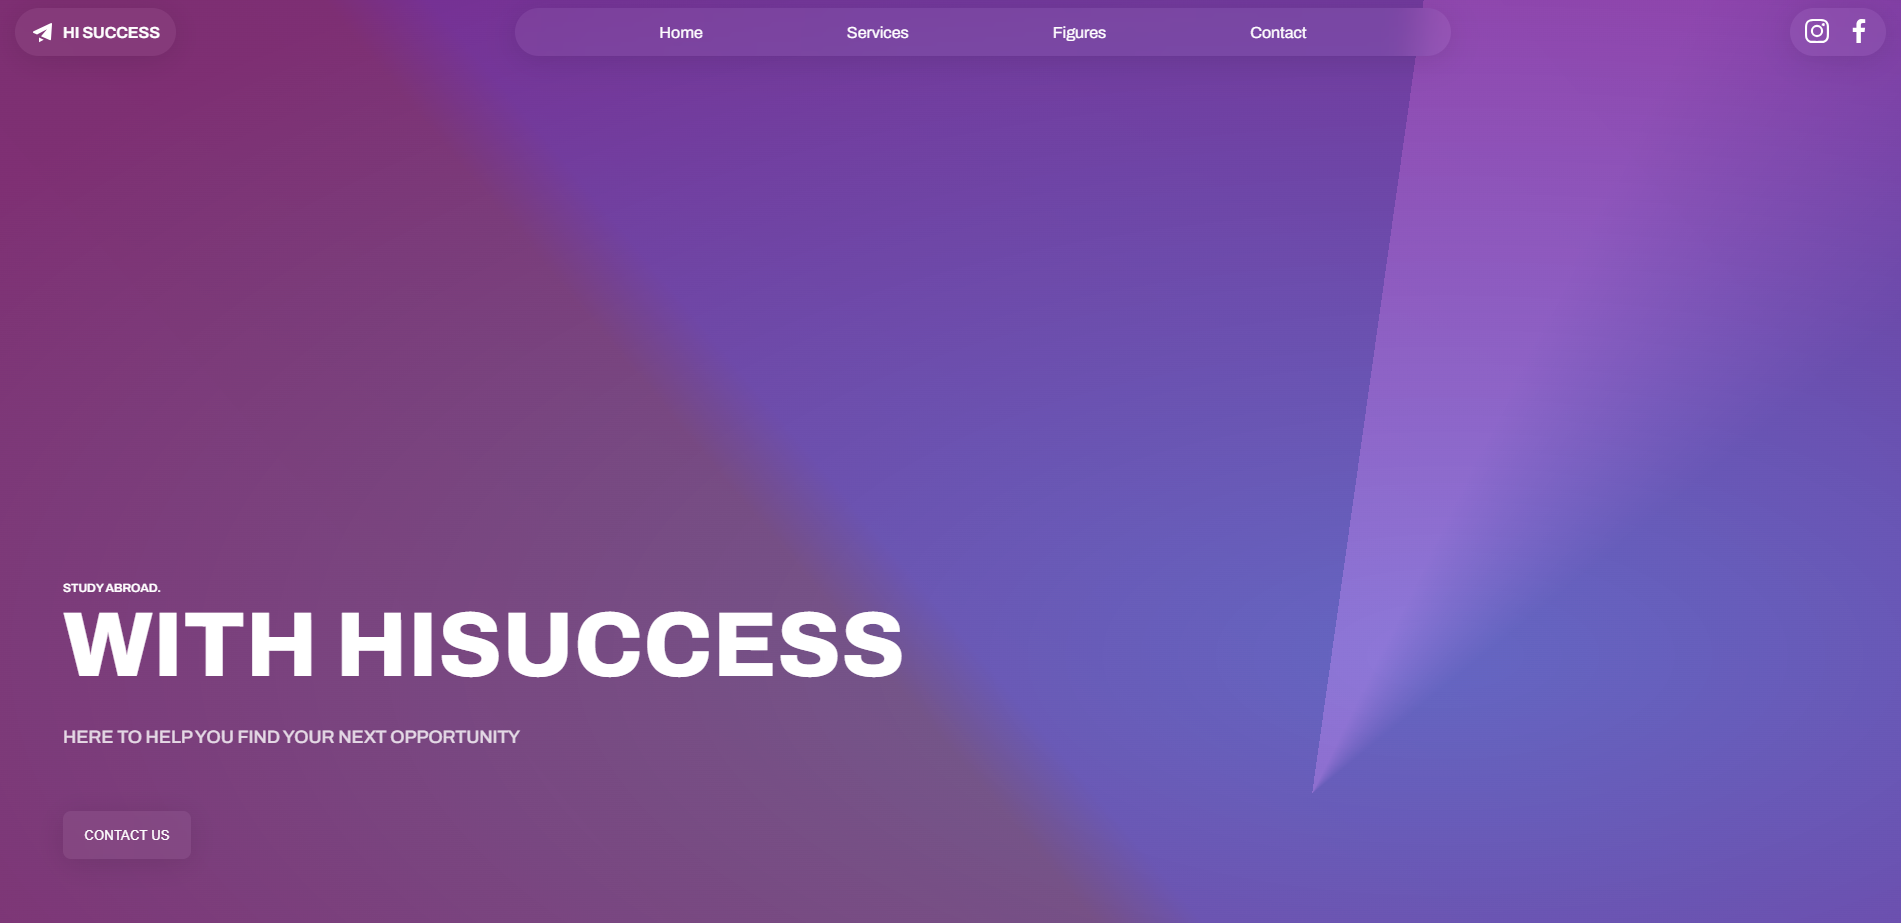 HI SUCCESS
Home
Services
Figures
Contact
STUDY ABROAD.
WITH HISUCCESS
HERE TO HELP YOU FIND YOUR NEXT OPPORTUNITY
CONTACT US